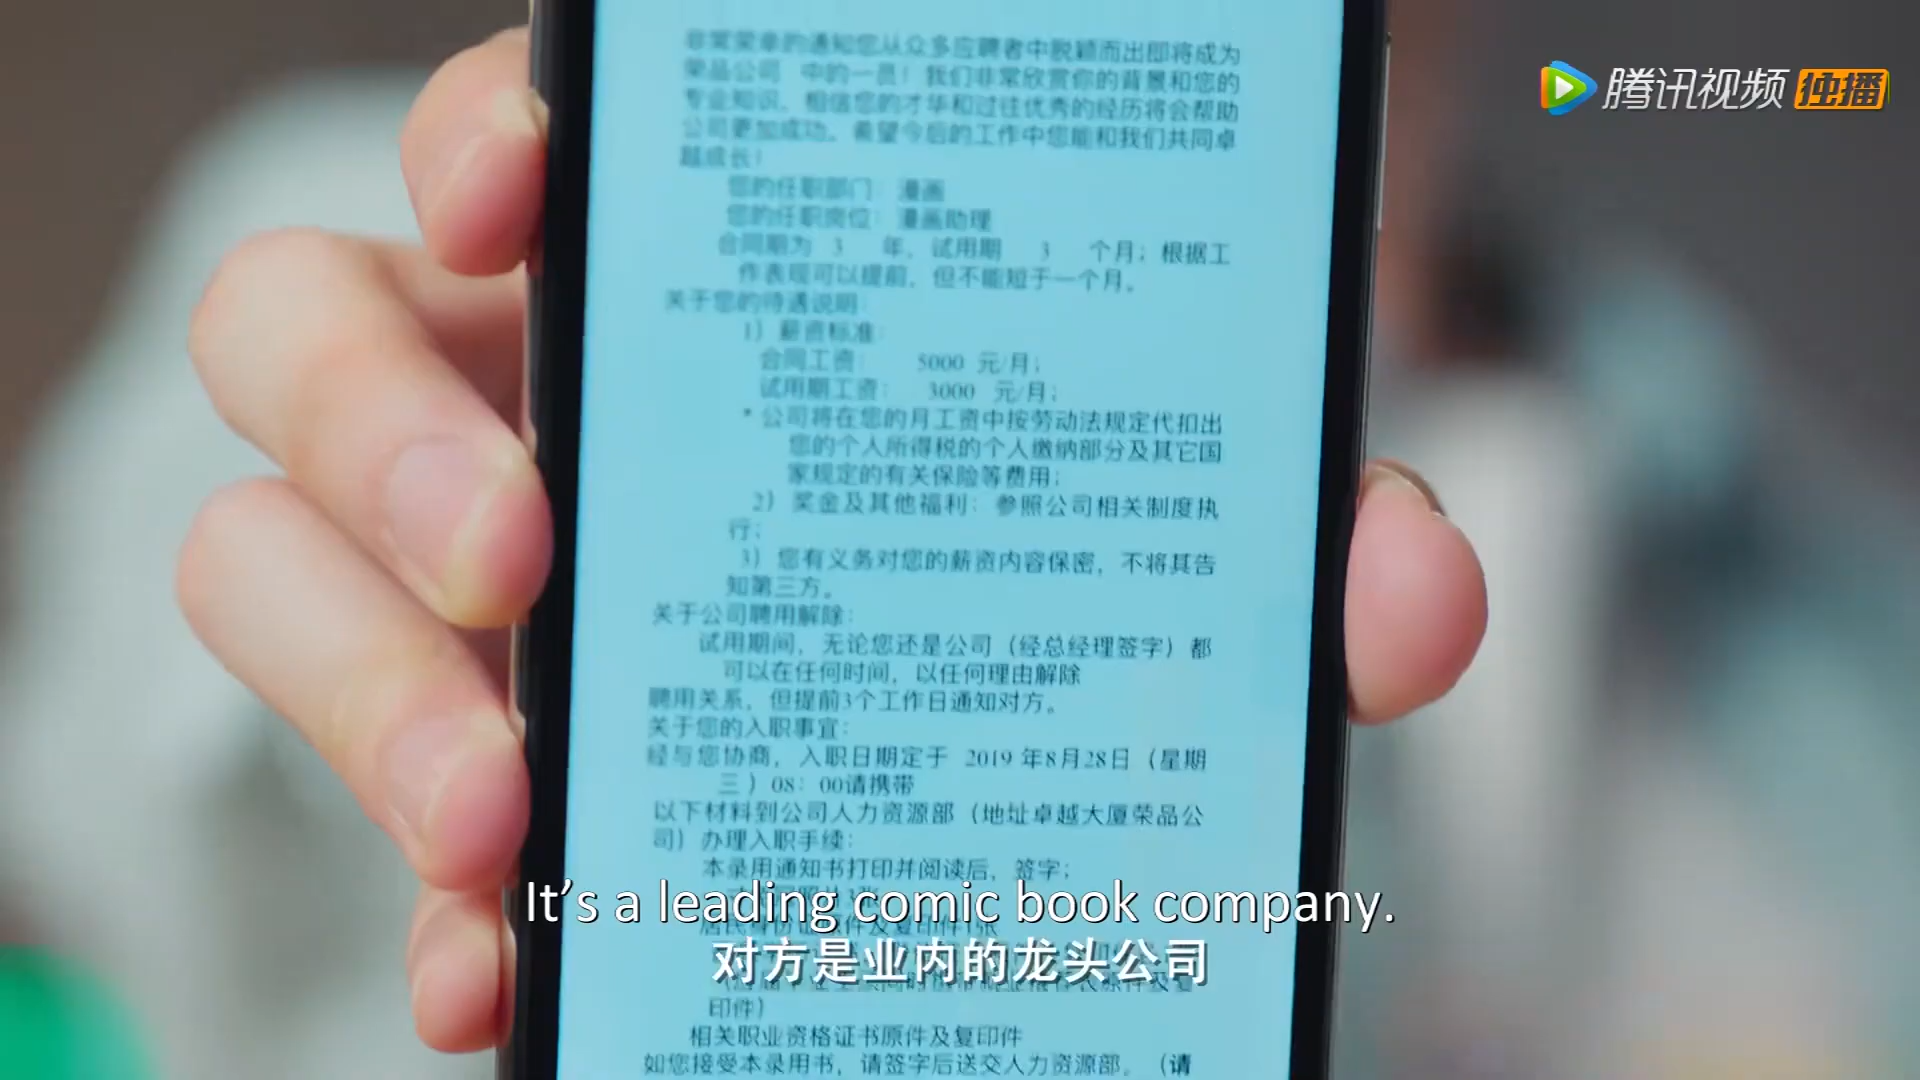 腾讯视频 独播
非常荣幸的通知您从众多应聘者中脱颖而出即将成为
荣品公司 中的一员！我们非常欣赏你的背景和您的
专业知识，相信您的才华和过往优秀的经历将会帮助
公司更加成功。希望今后的工作中您能和我们共同卓
越成长！
您的任职部门： 漫画
您的任职岗位： 漫画助理
合同期为 3 年，试用期 3 个月；根据工
作表现可以提前，但不能短于一个月。
关于您的待遇说明：
1）薪资标准：
合同工资： 5000 元/月；
试用期工资： 3000 元/月；
* 公司将在您的月工资中按劳动法规定代扣出
您的个人所得税的个人缴纳部分及其它国
家规定的有关保险等费用；
2）奖金及其他福利：参照公司相关制度执
行；
3）您有义务对您的薪资内容保密，不将其告
知第三方。
关于公司聘用解除：
试用期间，无论您还是公司（经总经理签字）都
可以在任何时间，以任何理由解除
聘用关系，但提前3个工作日通知对方。
关于您的入职事宜：
经与您协商，入职日期定于 2019 年8月28日（星期
三）08：00请携带
以下材料到公司人力资源部（地址卓越大厦荣品公
司）办理入职手续：
本录用通知书打印并阅读后，签字；
It's a leading comic book company.
居民身份证原件及复印件1张
对方是业内的龙头公司
印件）
相关职业资格证书原件及复印件
如您接受本录用书，请签字后送交人力资源部。（请